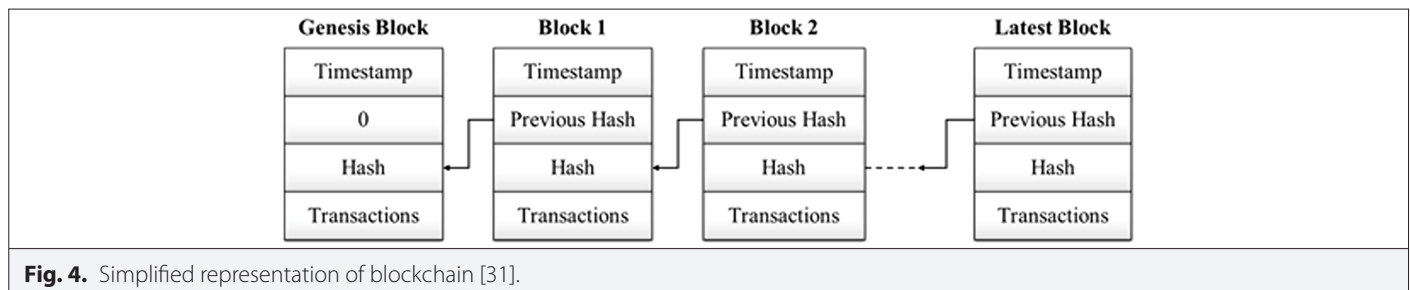 Genesis Block Block 1 Block 2 Latest Block
Timestamp Timestamp Timestamp Timestamp
0 Previous Hash Previous Hash Previous Hash
Hash Hash Hash Hash
Transactions Transactions Transactions Transactions
Fig. 4. Simplified representation of blockchain [31].